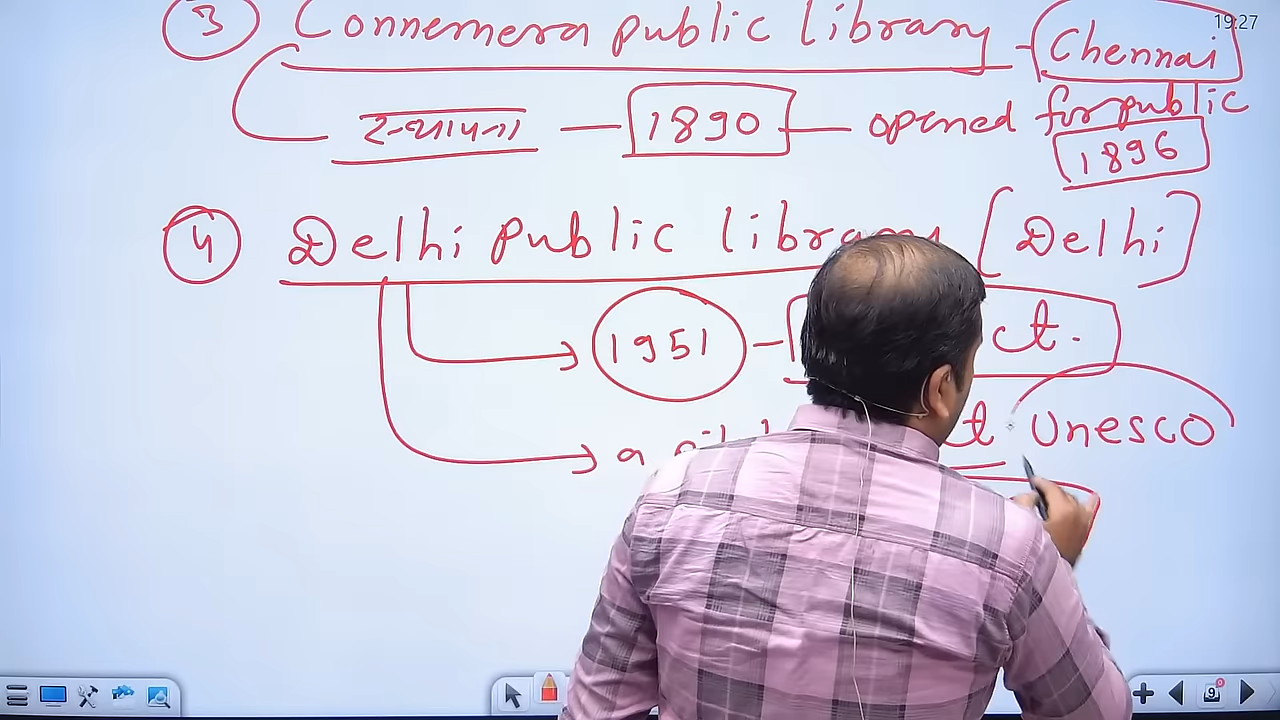 19:27
3 Connemera public library - Chennai
स्थापना — 1890 — opened for public
1896
4 Delhi public library [Delhi]
1951 -
Unesco
9